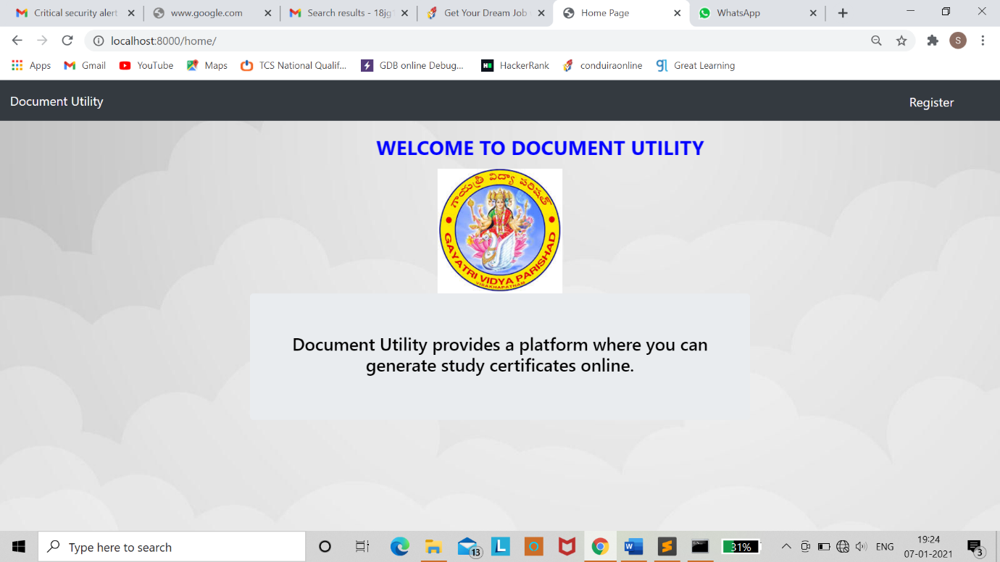 Critical security alert
www.google.com
Search results - 18jg
Get Your Dream Job
Home Page
WhatsApp
localhost:8000/home/
S
Apps
Gmail
YouTube
Maps
TCS National Qualif...
GDB online Debug...
HackerRank
conduiraonline
Great Learning
Document Utility
Register
WELCOME TO DOCUMENT UTILITY
గాయత్రి విద్యా పరిషత్
GAYATRI VIDYA PARISHAD
VISAKHAPATNAM
Document Utility provides a platform where you can
generate study certificates online.
Type here to search
13
31%
ENG
19:24
07-01-2021
3